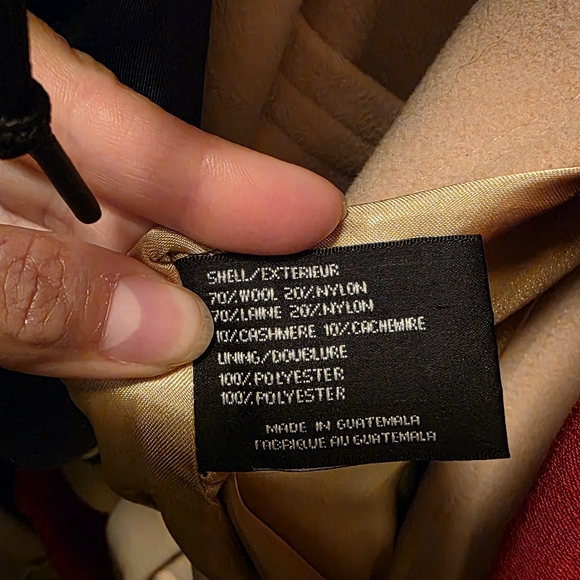 SHELL/EXTERIEUR
70%WOOL 20%NYLON
70%LAINE 20%NYLON
10%CASHMERE 10%CACHEMIRE
LINING/DOUBLURE
100%POLYESTER
100%POLYESTER
MADE IN GUATEMALA
FABRIQUE AU GUATEMALA